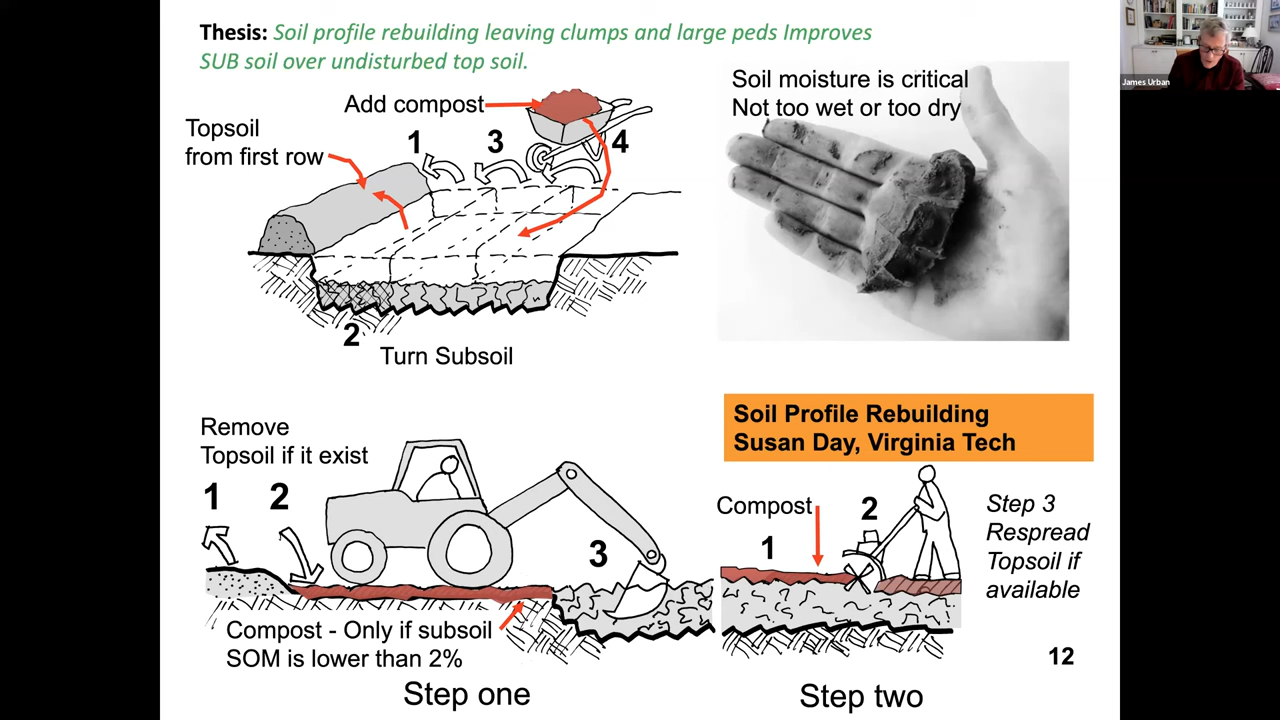 Thesis: Soil profile rebuilding leaving clumps and large peds Improves
SUB soil over undisturbed top soil.
James Urban
Add compost
Topsoil
from first row
1
3
4
2
Turn Subsoil
Soil moisture is critical
Not too wet or too dry
Remove
Topsoil if it exist
1
2
3
Compost - Only if subsoil
SOM is lower than 2%
Step one
Soil Profile Rebuilding
Susan Day, Virginia Tech
Compost
1
2
Step 3
Respread
Topsoil if
available
Step two
12